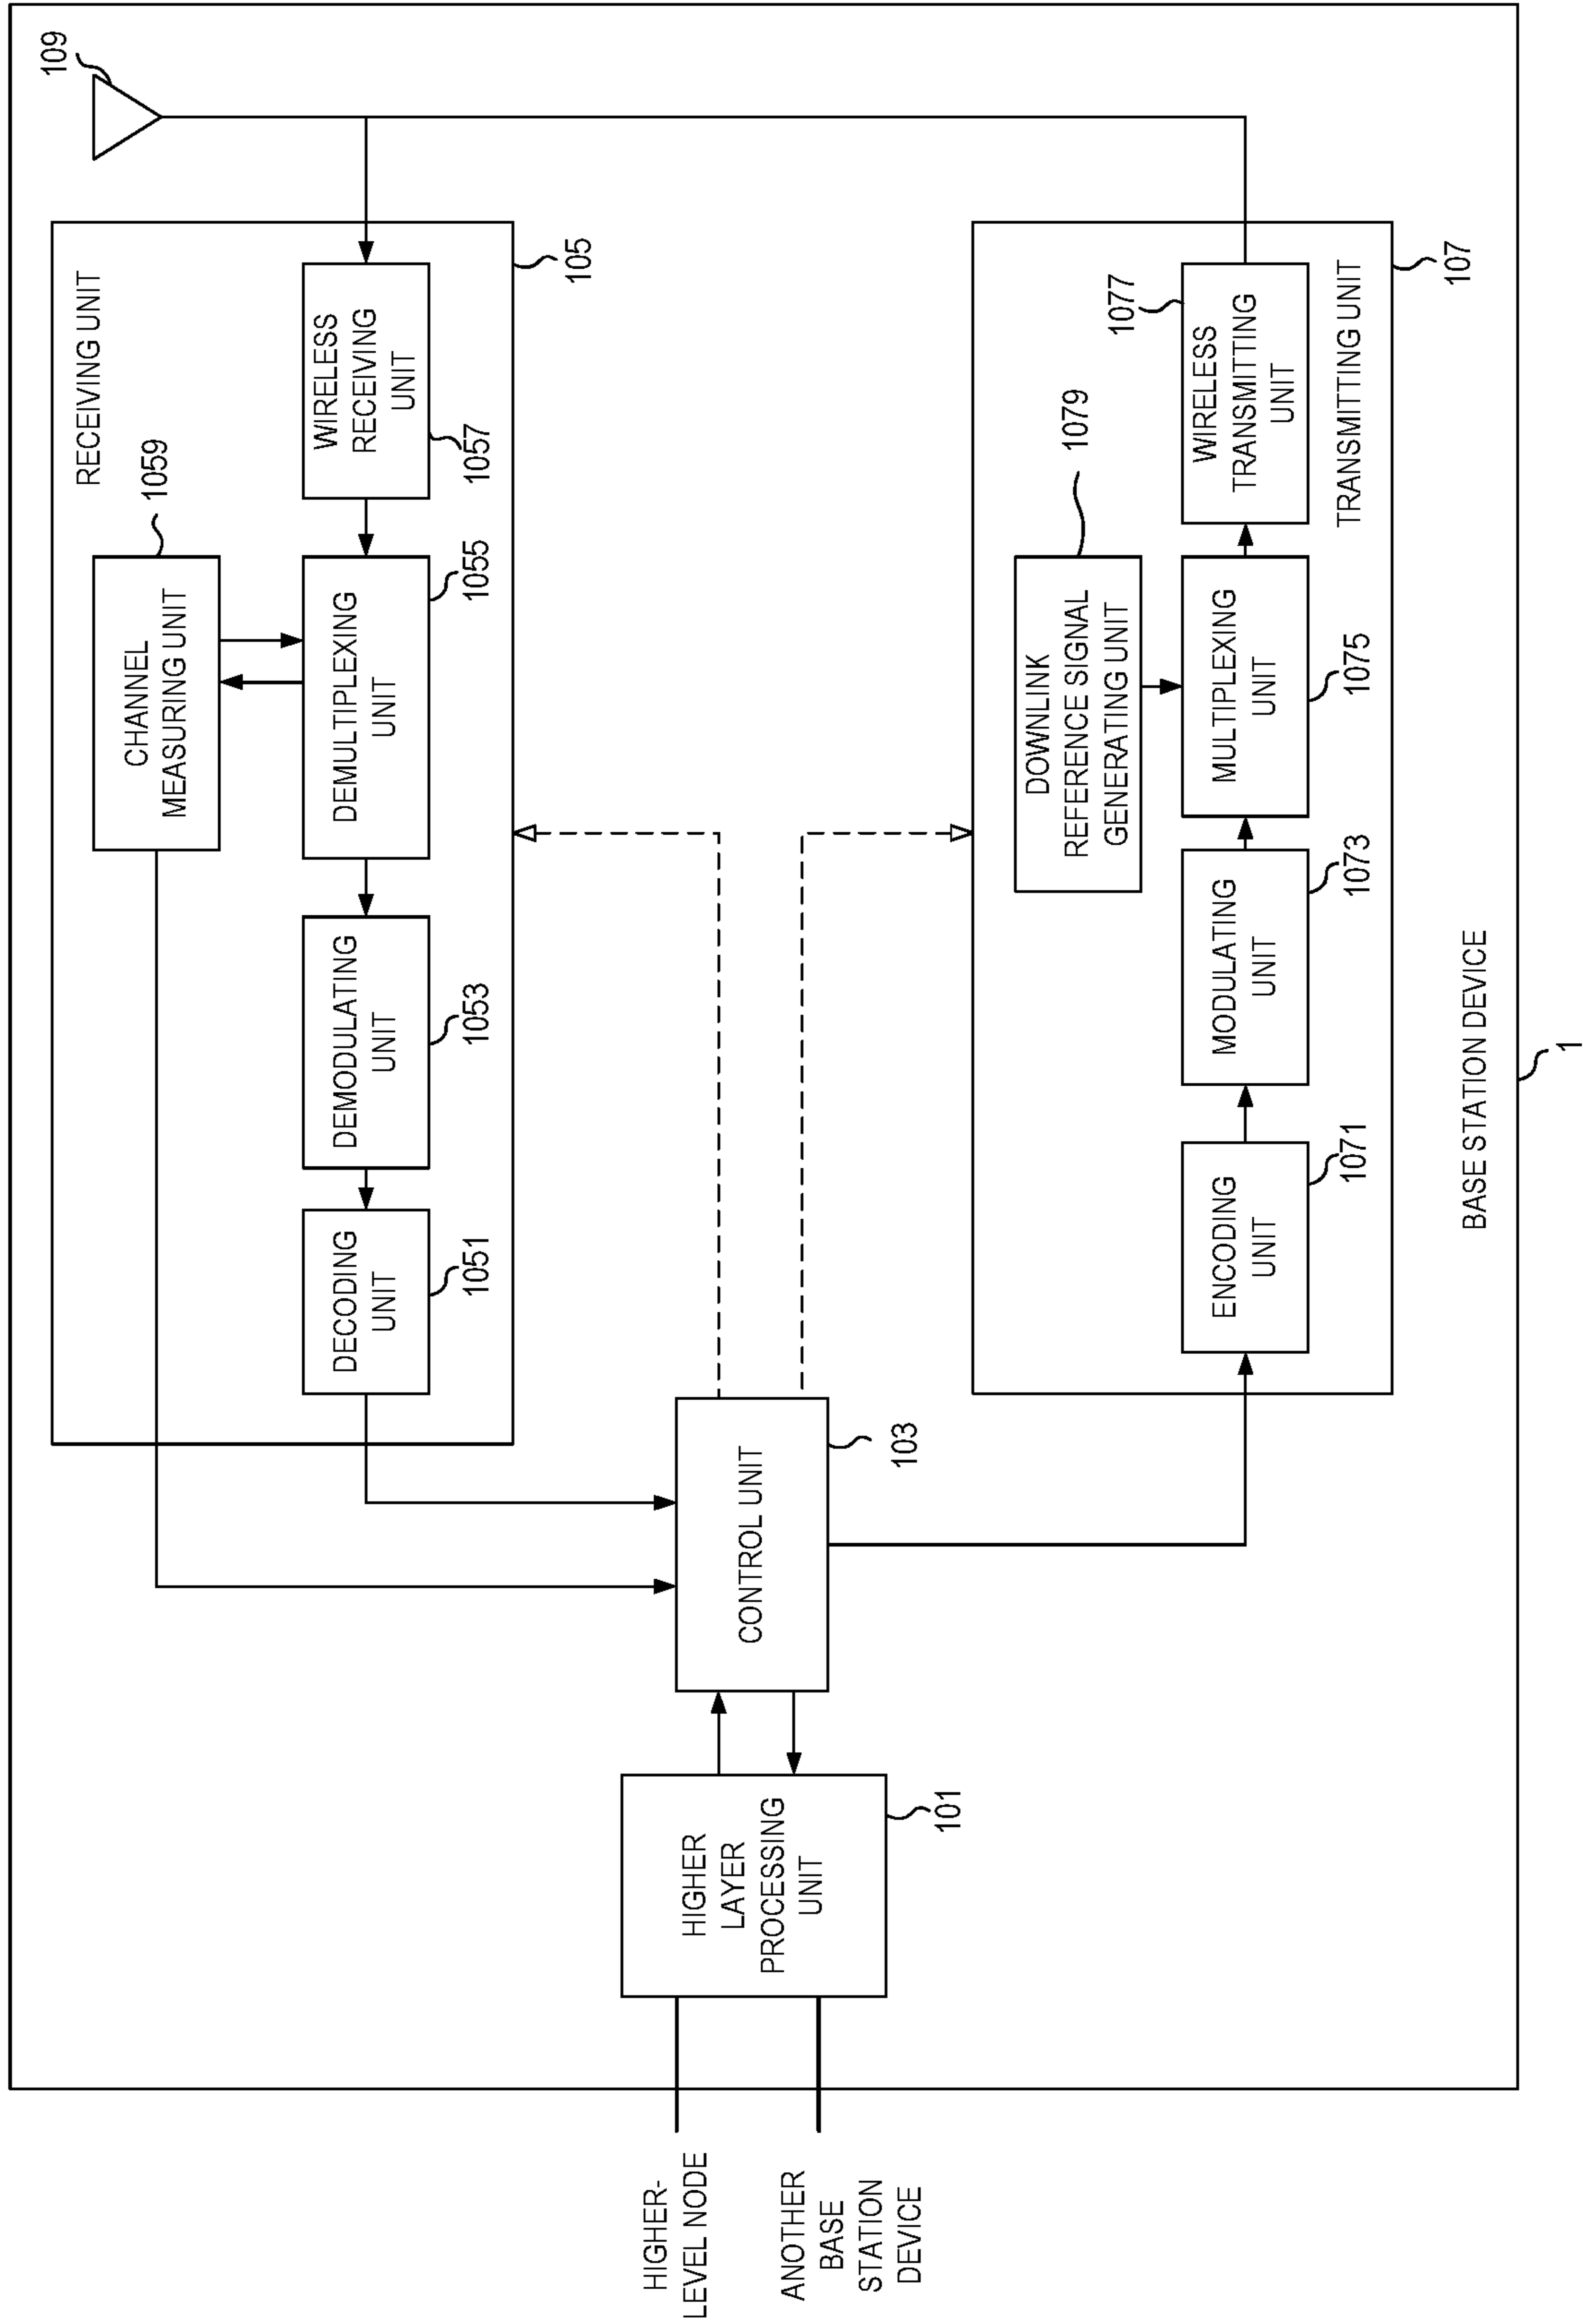 109
RECEIVING UNIT
1059
CHANNEL
MEASURING UNIT
WIRELESS
RECEIVING
UNIT
1057
DEMULTIPLEXING
UNIT
1055
DEMODULATING
UNIT
1053
DECODING
UNIT
1051
105
HIGHER-
LEVEL NODE
ANOTHER
BASE
STATION
DEVICE
HIGHER
LAYER
PROCESSING
UNIT
101
CONTROL UNIT
103
DOWNLINK
REFERENCE SIGNAL
GENERATING UNIT
1079
ENCODING
UNIT
1071
MODULATING
UNIT
1073
MULTIPLEXING
UNIT
1075
WIRELESS
TRANSMITTING
UNIT
1077
TRANSMITTING UNIT
107
BASE STATION DEVICE
1